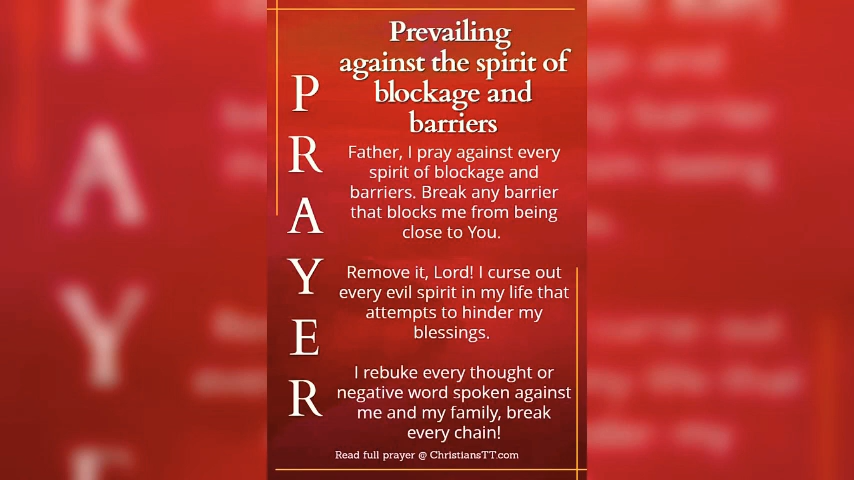 Prevailing
against the spirit of
blockage and
barriers
PRAYER
Father, I pray against every
spirit of blockage and
barriers. Break any barrier
that blocks me from being
close to You.
Remove it, Lord! I curse out
every evil spirit in my life that
attempts to hinder my
blessings.
I rebuke every thought or
negative word spoken against
me and my family, break
every chain!
Read full prayer @ ChristiansTT.com